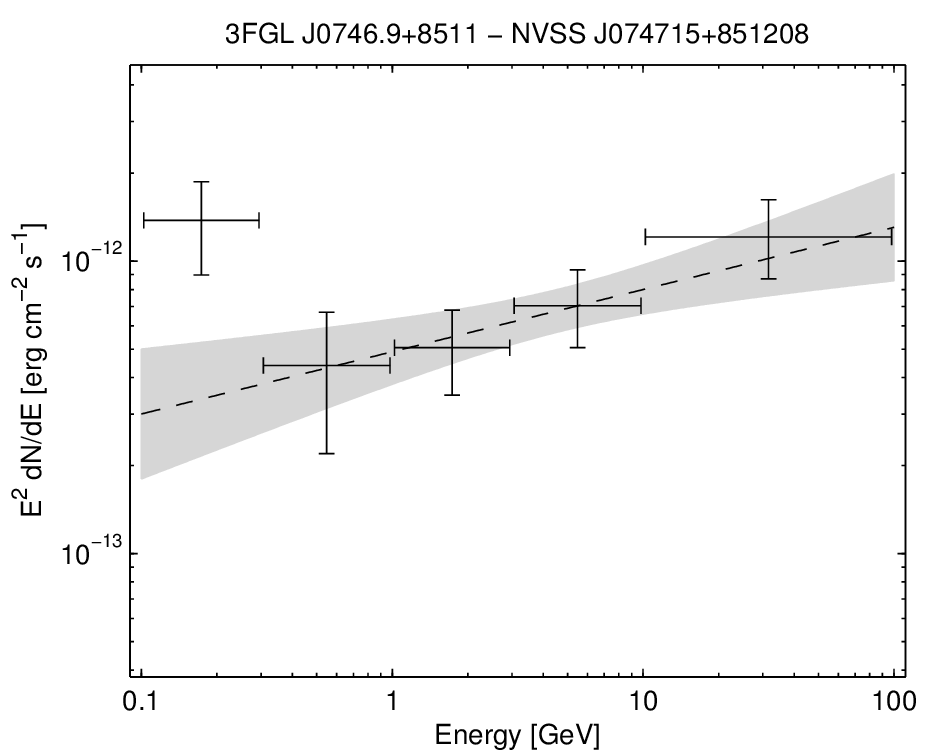 3FGL J0746.9+8511 − NVSS J074715+851208
E² dN/dE [erg cm⁻² s⁻¹]
10⁻¹²
10⁻¹³
0.1 1 10 100
Energy [GeV]